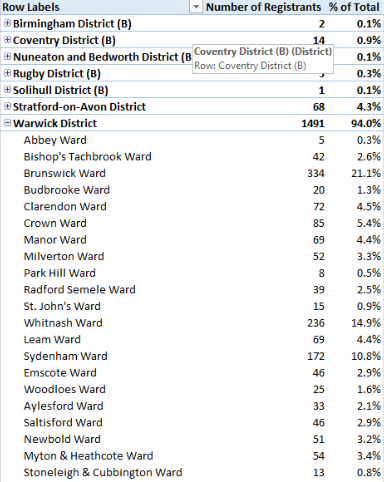 Row Labels Number of Registrants % of Total
Birmingham District (B) 2 0.1%
Coventry District (B) 14 0.9%
Coventry District (B) (District)
Nuneaton and Bedworth District (B 0.1%
Row: Coventry District (B)
Rugby District (B) 0.3%
Solihull District (B) 1 0.1%
Stratford-on-Avon District 68 4.3%
Warwick District 1491 94.0%
Abbey Ward 5 0.3%
Bishop's Tachbrook Ward 42 2.6%
Brunswick Ward 334 21.1%
Budbrooke Ward 20 1.3%
Clarendon Ward 72 4.5%
Crown Ward 85 5.4%
Manor Ward 69 4.4%
Milverton Ward 52 3.3%
Park Hill Ward 8 0.5%
Radford Semele Ward 39 2.5%
St. John's Ward 15 0.9%
Whitnash Ward 236 14.9%
Leam Ward 69 4.4%
Sydenham Ward 172 10.8%
Emscote Ward 46 2.9%
Woodloes Ward 25 1.6%
Aylesford Ward 33 2.1%
Saltisford Ward 46 2.9%
Newbold Ward 51 3.2%
Myton & Heathcote Ward 54 3.4%
Stoneleigh & Cubbington Ward 13 0.8%